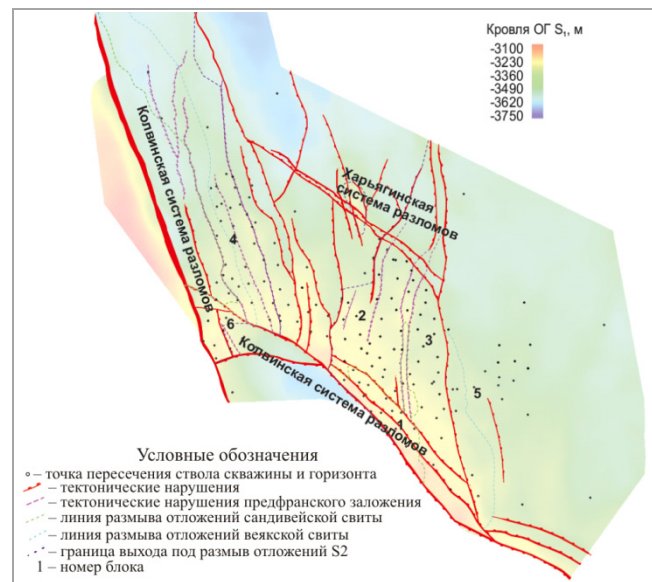 Кровля ОГ S1, м
-3100
-3230
-3360
-3490
-3620
-3750
Колвинская система разломов
Харьягинская
система разломов
4
2
3
6
5
1
Колвинская система разломов
Условные обозначения
– точка пересечения ствола скважины и горизонта
– тектонические нарушения
– тектонические нарушения предфранского заложения
– линия размыва отложений сандивейской свиты
– линия размыва отложений веякской свиты
– граница выхода под размыв отложений S2
1 – номер блока